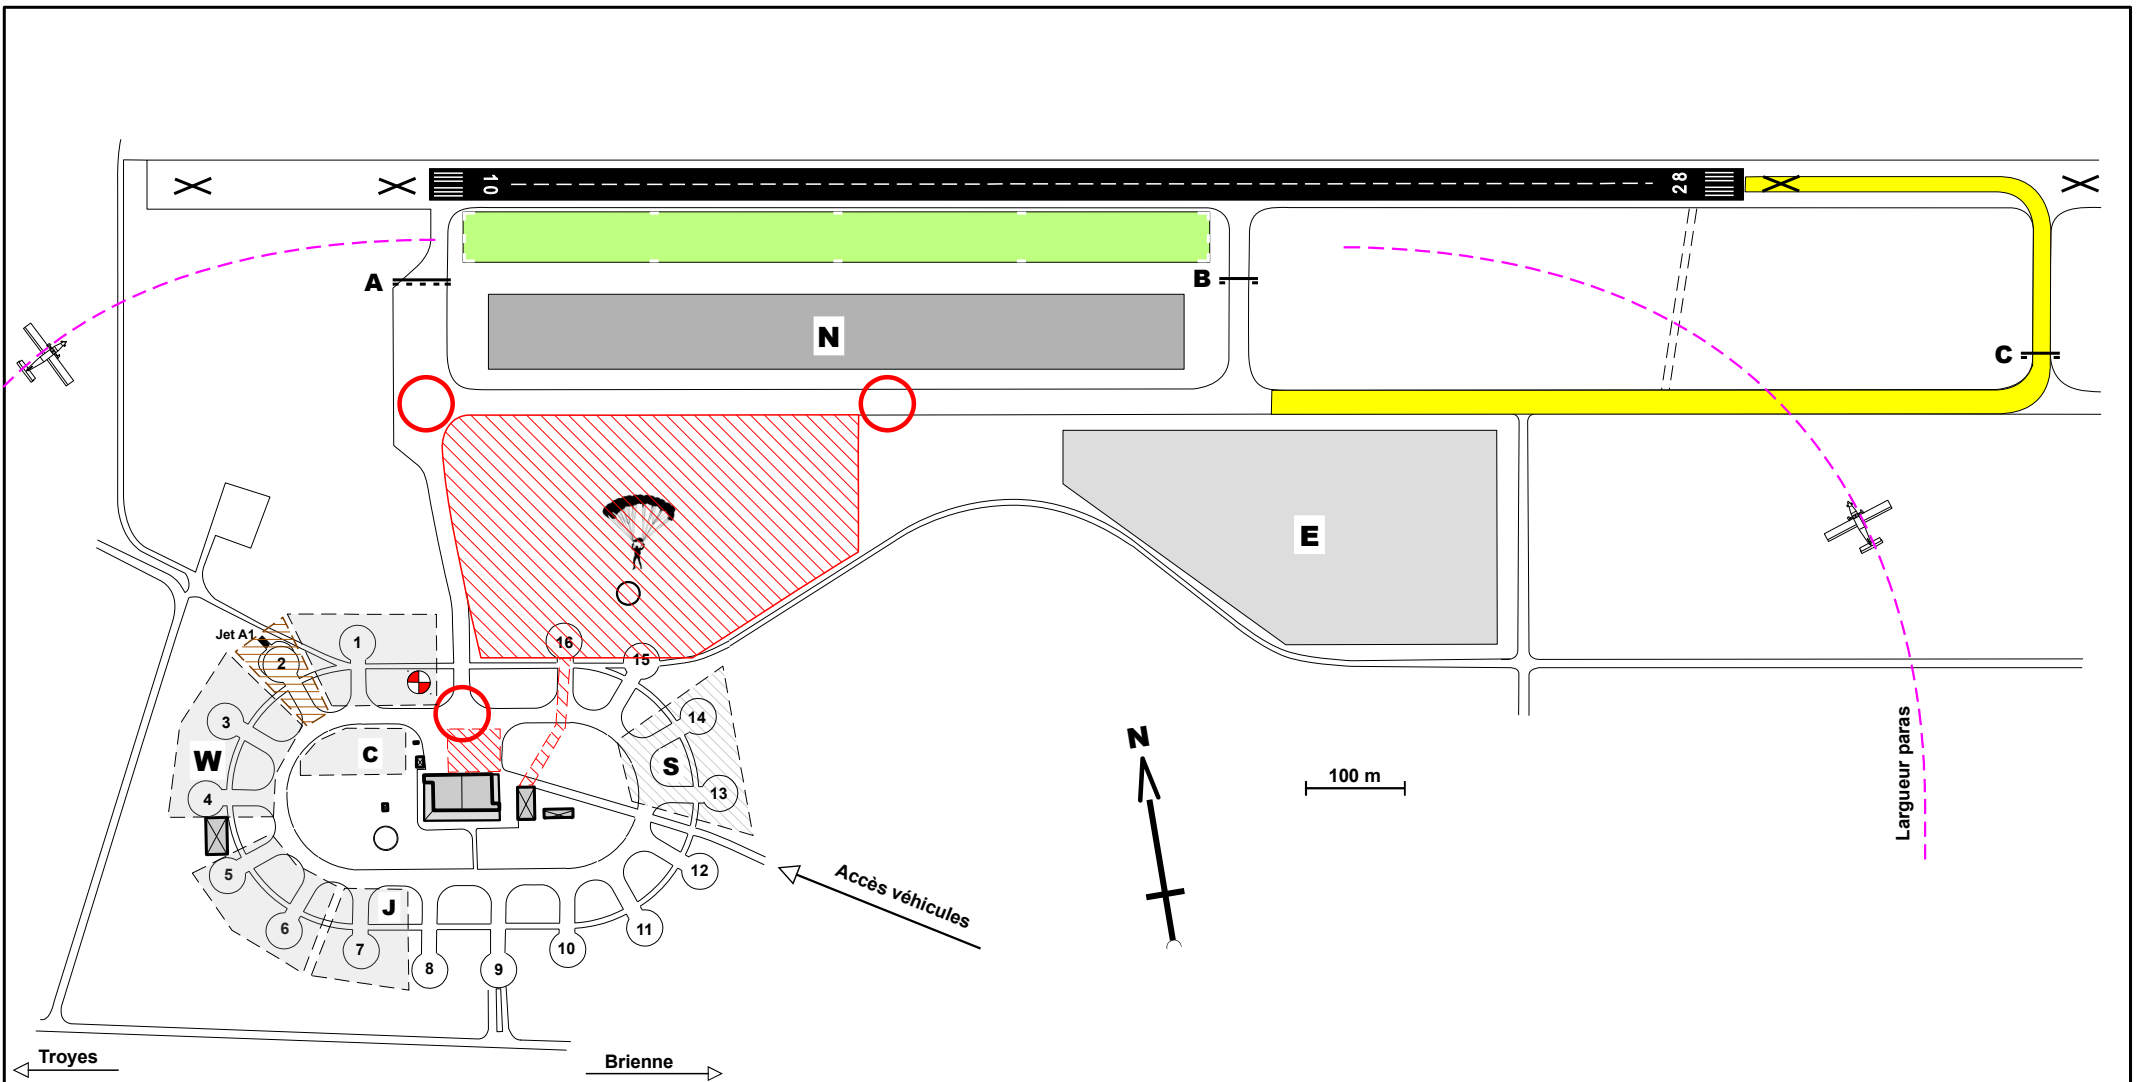 10
28
A
B
N
C
E
Jet A1
1
16
2
15
3
14
W
C
S
4
13
N
100 m
Largueur paras
5
12
Accès véhicules
J
6
7
11
10
8
9
Troyes
Brienne